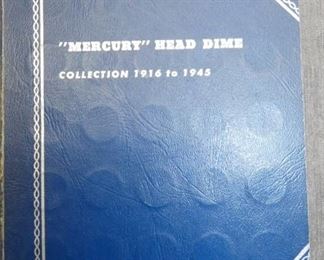 "MERCURY" HEAD DIME
COLLECTION 1916 to 1945